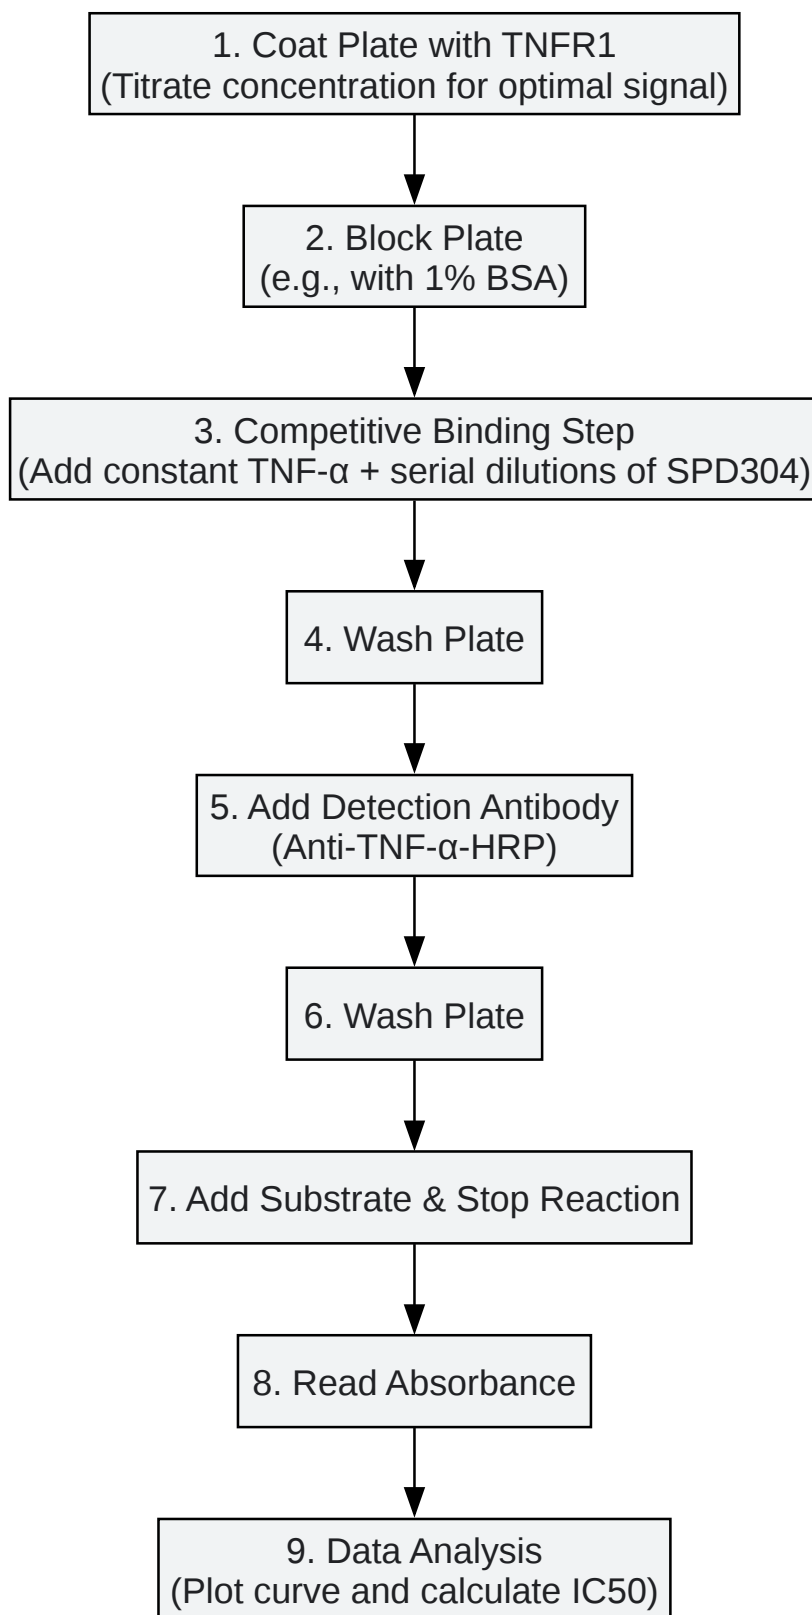 1. Coat Plate with TNFR1
(Titrate concentration for optimal signal)
2. Block Plate
(e.g., with 1% BSA)
3. Competitive Binding Step
(Add constant TNF-α + serial dilutions of SPD304)
4. Wash Plate
5. Add Detection Antibody
(Anti-TNF-α-HRP)
6. Wash Plate
7. Add Substrate & Stop Reaction
8. Read Absorbance
9. Data Analysis
(Plot curve and calculate IC50)